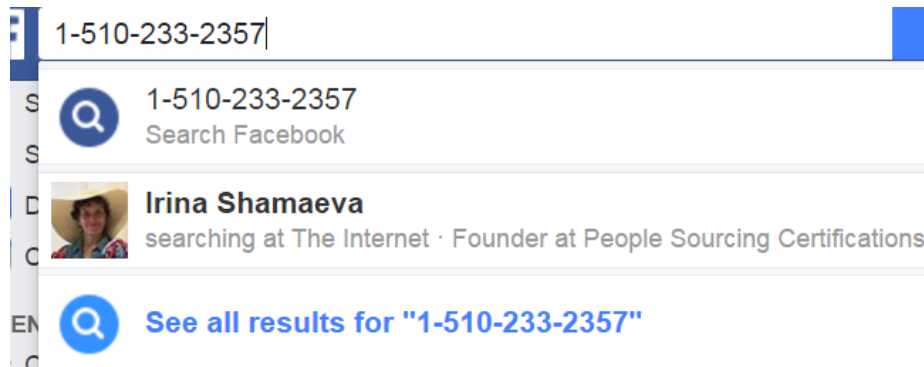 1-510-233-2357
1-510-233-2357
Search Facebook
Irina Shamaeva
searching at The Internet · Founder at People Sourcing Certifications
See all results for "1-510-233-2357"
EN